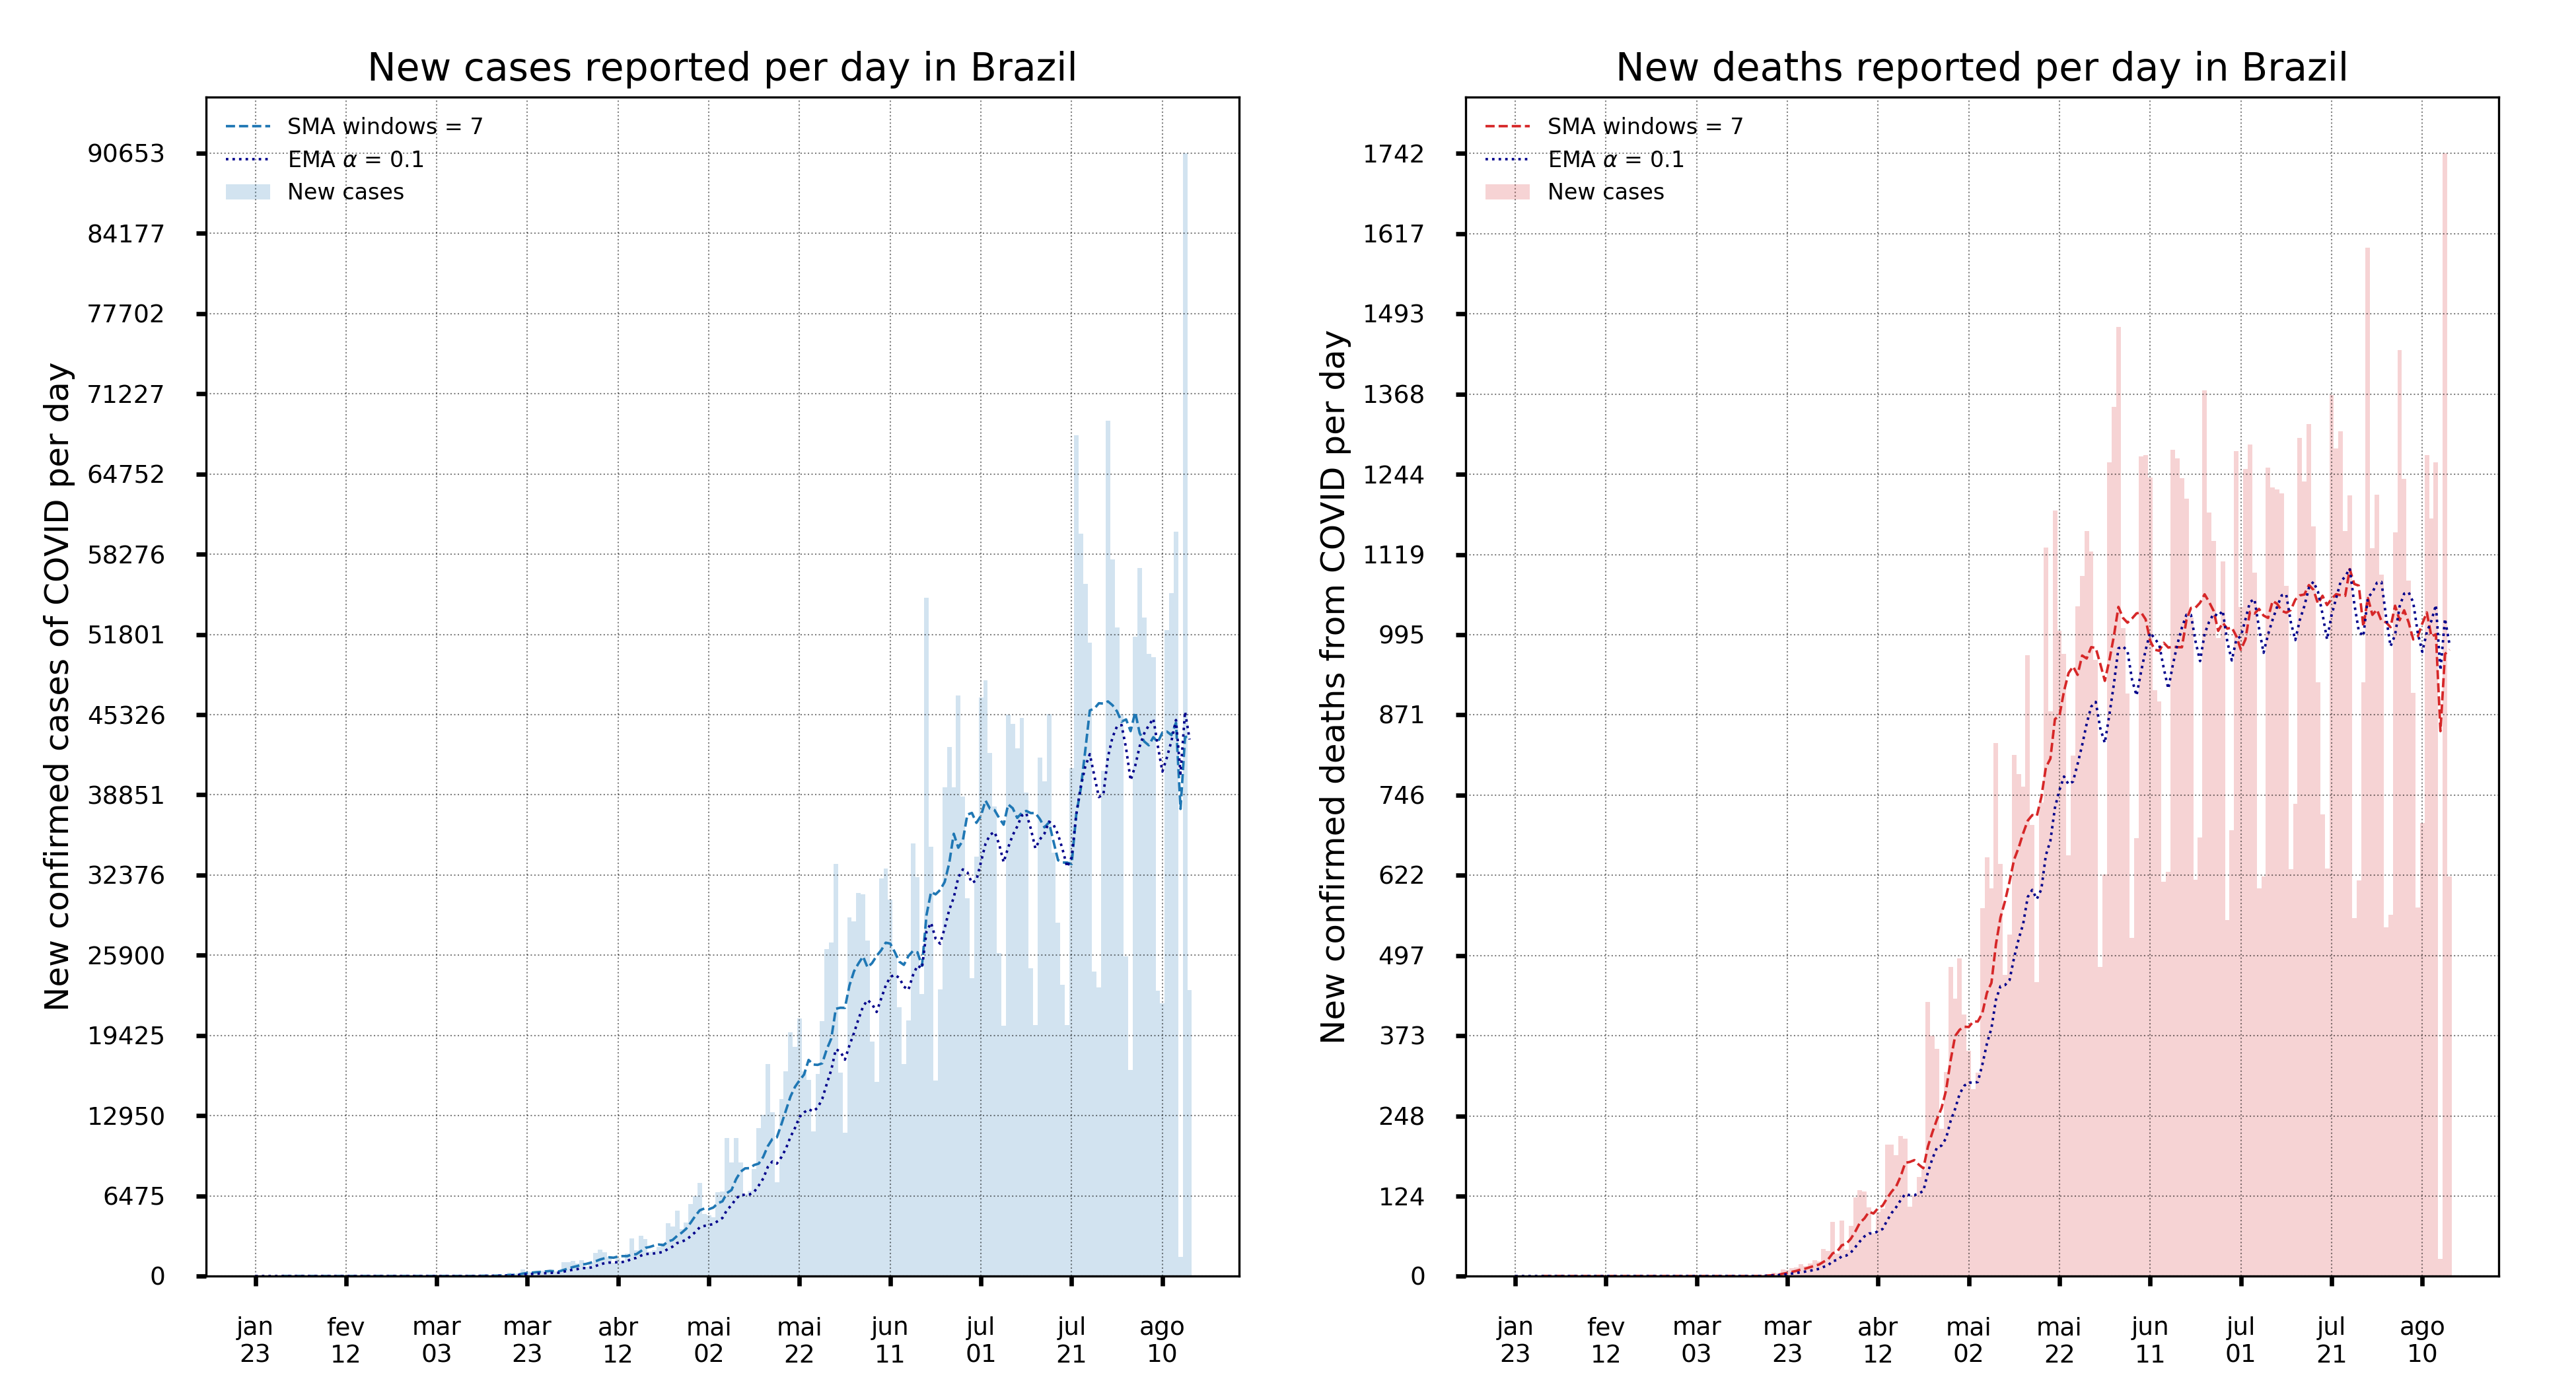 New cases reported per day in Brazil
SMA windows = 7
EMA α = 0.1
New cases
New confirmed cases of COVID per day
90653
84177
77702
71227
64752
58276
51801
45326
38851
32376
25900
19425
12950
6475
0
jan 23
fev 12
mar 03
mar 23
abr 12
mai 02
mai 22
jun 11
jul 01
jul 21
ago 10
New deaths reported per day in Brazil
SMA windows = 7
EMA α = 0.1
New cases
New confirmed deaths from COVID per day
1742
1617
1493
1368
1244
1119
995
871
746
622
497
373
248
124
0
jan 23
fev 12
mar 03
mar 23
abr 12
mai 02
mai 22
jun 11
jul 01
jul 21
ago 10